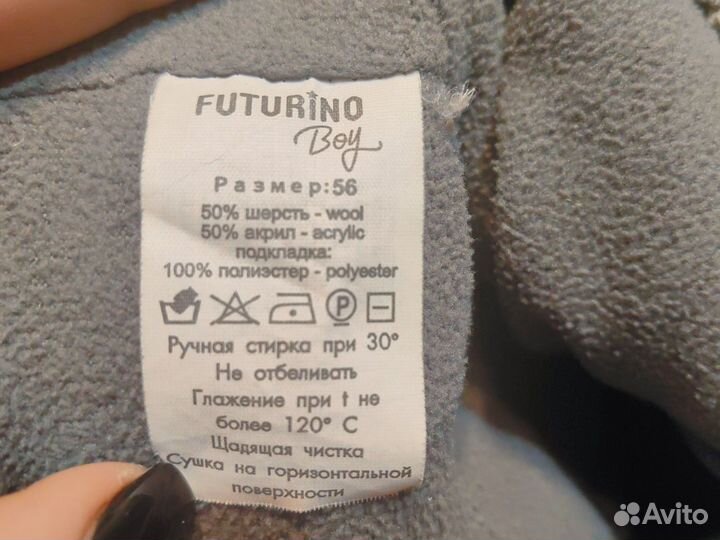 FUTURINO
Boy
Размер:56
50% шерсть - wool
50% акрил - acrylic
подкладка:
100% полиэстер - polyester
P
Ручная стирка при 30°
Не отбеливать
Глажение при t не
более 120° С
Щадящая чистка
Сушка на горизонтальной
поверхности
Avito